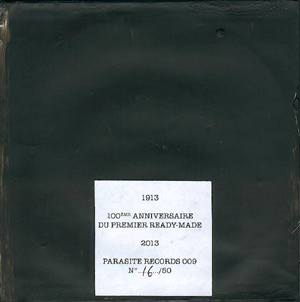 1913
100ÈME ANNIVERSAIRE
DU PREMIER READY-MADE
2013
PARASITE RECORDS 009
N° 16 /50